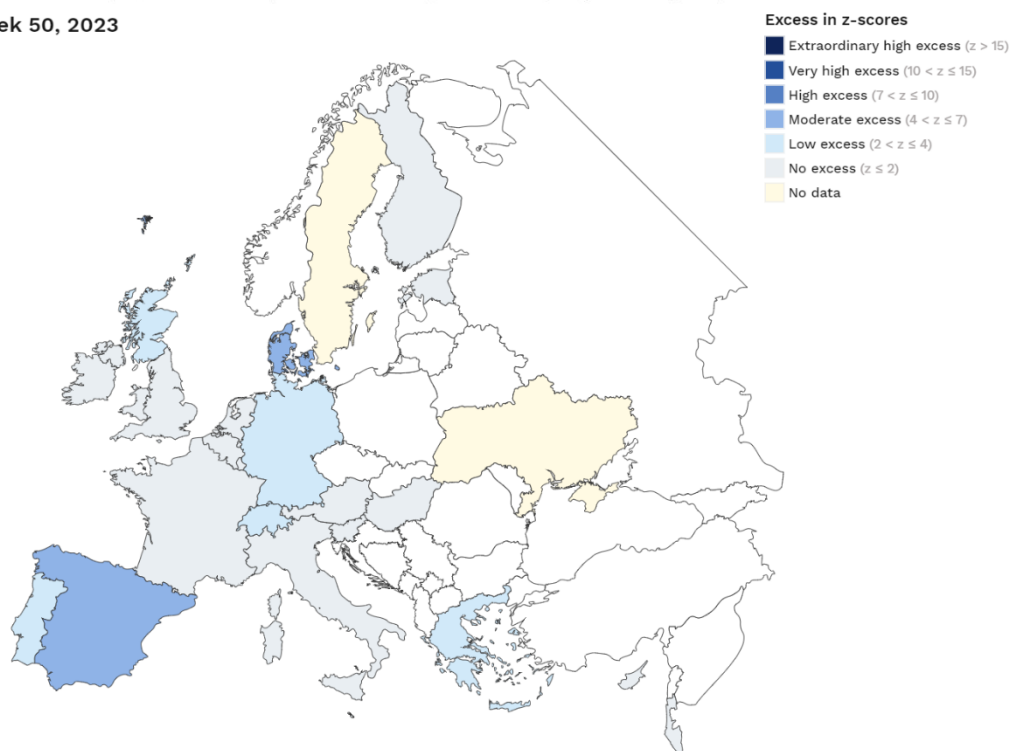 ek 50, 2023
Excess in z-scores
Extraordinary high excess (z > 15)
Very high excess (10 < z ≤ 15)
High excess (7 < z ≤ 10)
Moderate excess (4 < z ≤ 7)
Low excess (2 < z ≤ 4)
No excess (z ≤ 2)
No data